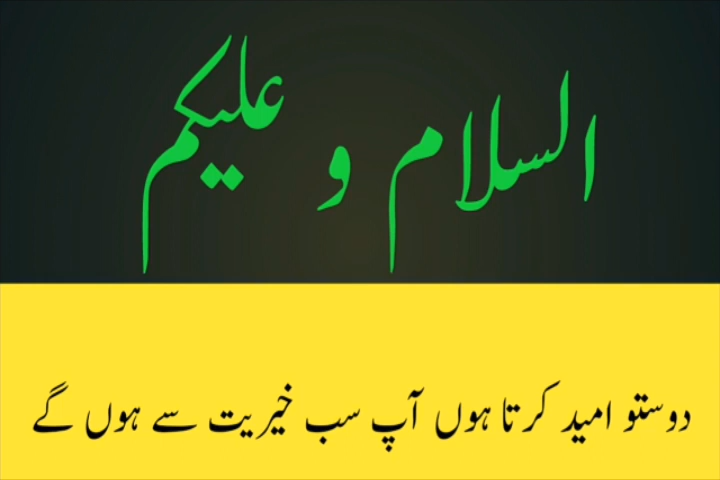 السلام و علیکم
دوستو امید کرتا ہوں آپ سب خیریت سے ہوں گے